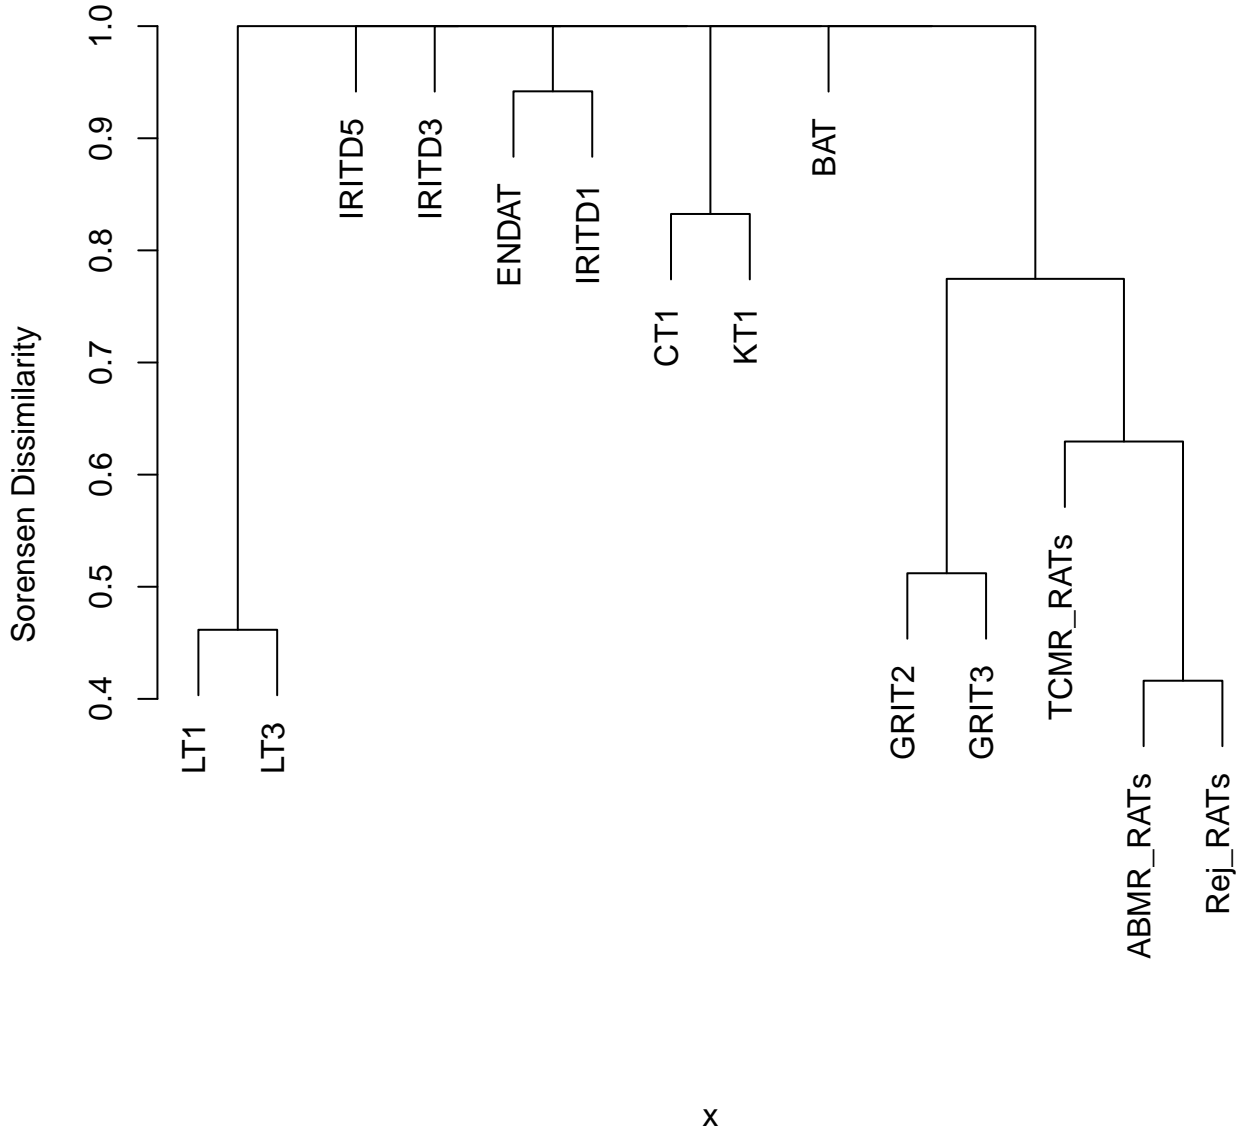 Sorensen Dissimilarity
1.0
0.9
0.8
0.7
0.6
0.5
0.4
LT1
LT3
IRITD5
IRITD3
ENDAT
IRITD1
CT1
KT1
BAT
GRIT2
GRIT3
TCMR_RATs
ABMR_RATs
Rej_RATs
x